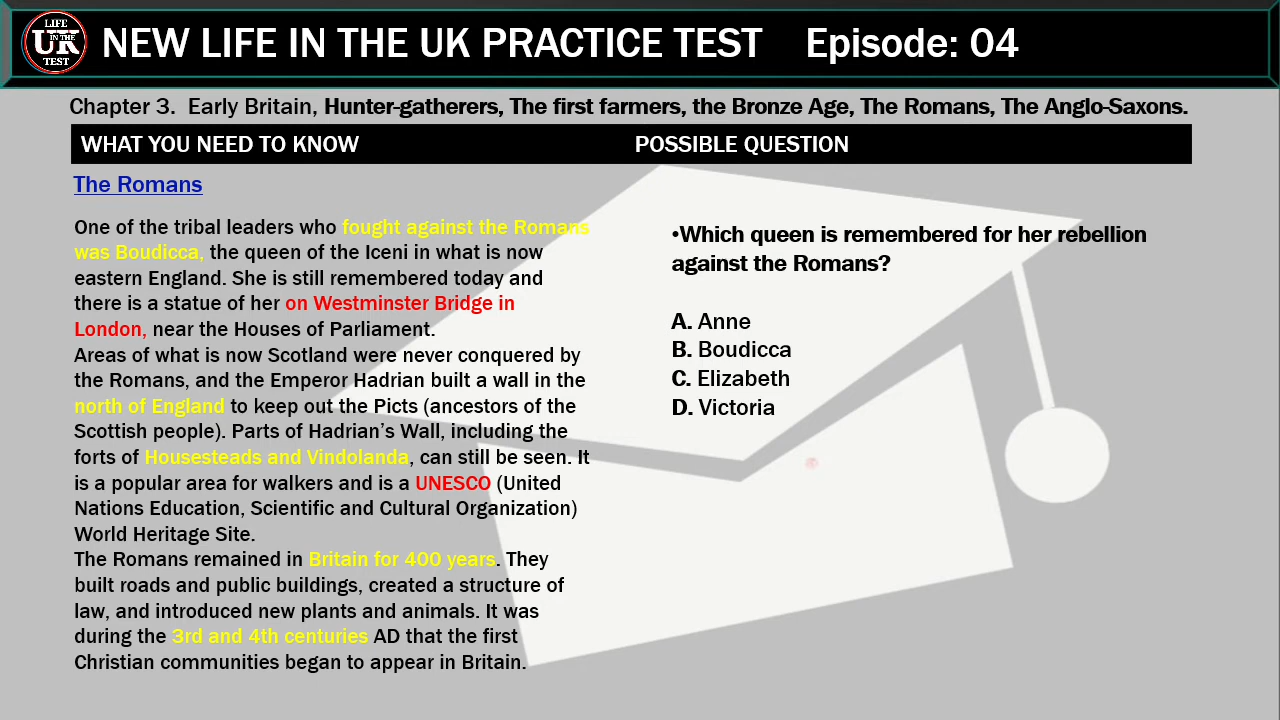 LIFE
IN THE
UK
TEST
NEW LIFE IN THE UK PRACTICE TEST Episode: 04
Chapter 3. Early Britain, Hunter-gatherers, The first farmers, the Bronze Age, The Romans, The Anglo-Saxons.
WHAT YOU NEED TO KNOW POSSIBLE QUESTION
The Romans
One of the tribal leaders who fought against the Romans
was Boudicca, the queen of the Iceni in what is now
eastern England. She is still remembered today and
there is a statue of her on Westminster Bridge in
London, near the Houses of Parliament.
Areas of what is now Scotland were never conquered by
the Romans, and the Emperor Hadrian built a wall in the
north of England to keep out the Picts (ancestors of the
Scottish people). Parts of Hadrian's Wall, including the
forts of Housesteads and Vindolanda, can still be seen. It
is a popular area for walkers and is a UNESCO (United
Nations Education, Scientific and Cultural Organization)
World Heritage Site.
The Romans remained in Britain for 400 years. They
built roads and public buildings, created a structure of
law, and introduced new plants and animals. It was
during the 3rd and 4th centuries AD that the first
Christian communities began to appear in Britain.
•Which queen is remembered for her rebellion
against the Romans?
A. Anne
B. Boudicca
C. Elizabeth
D. Victoria